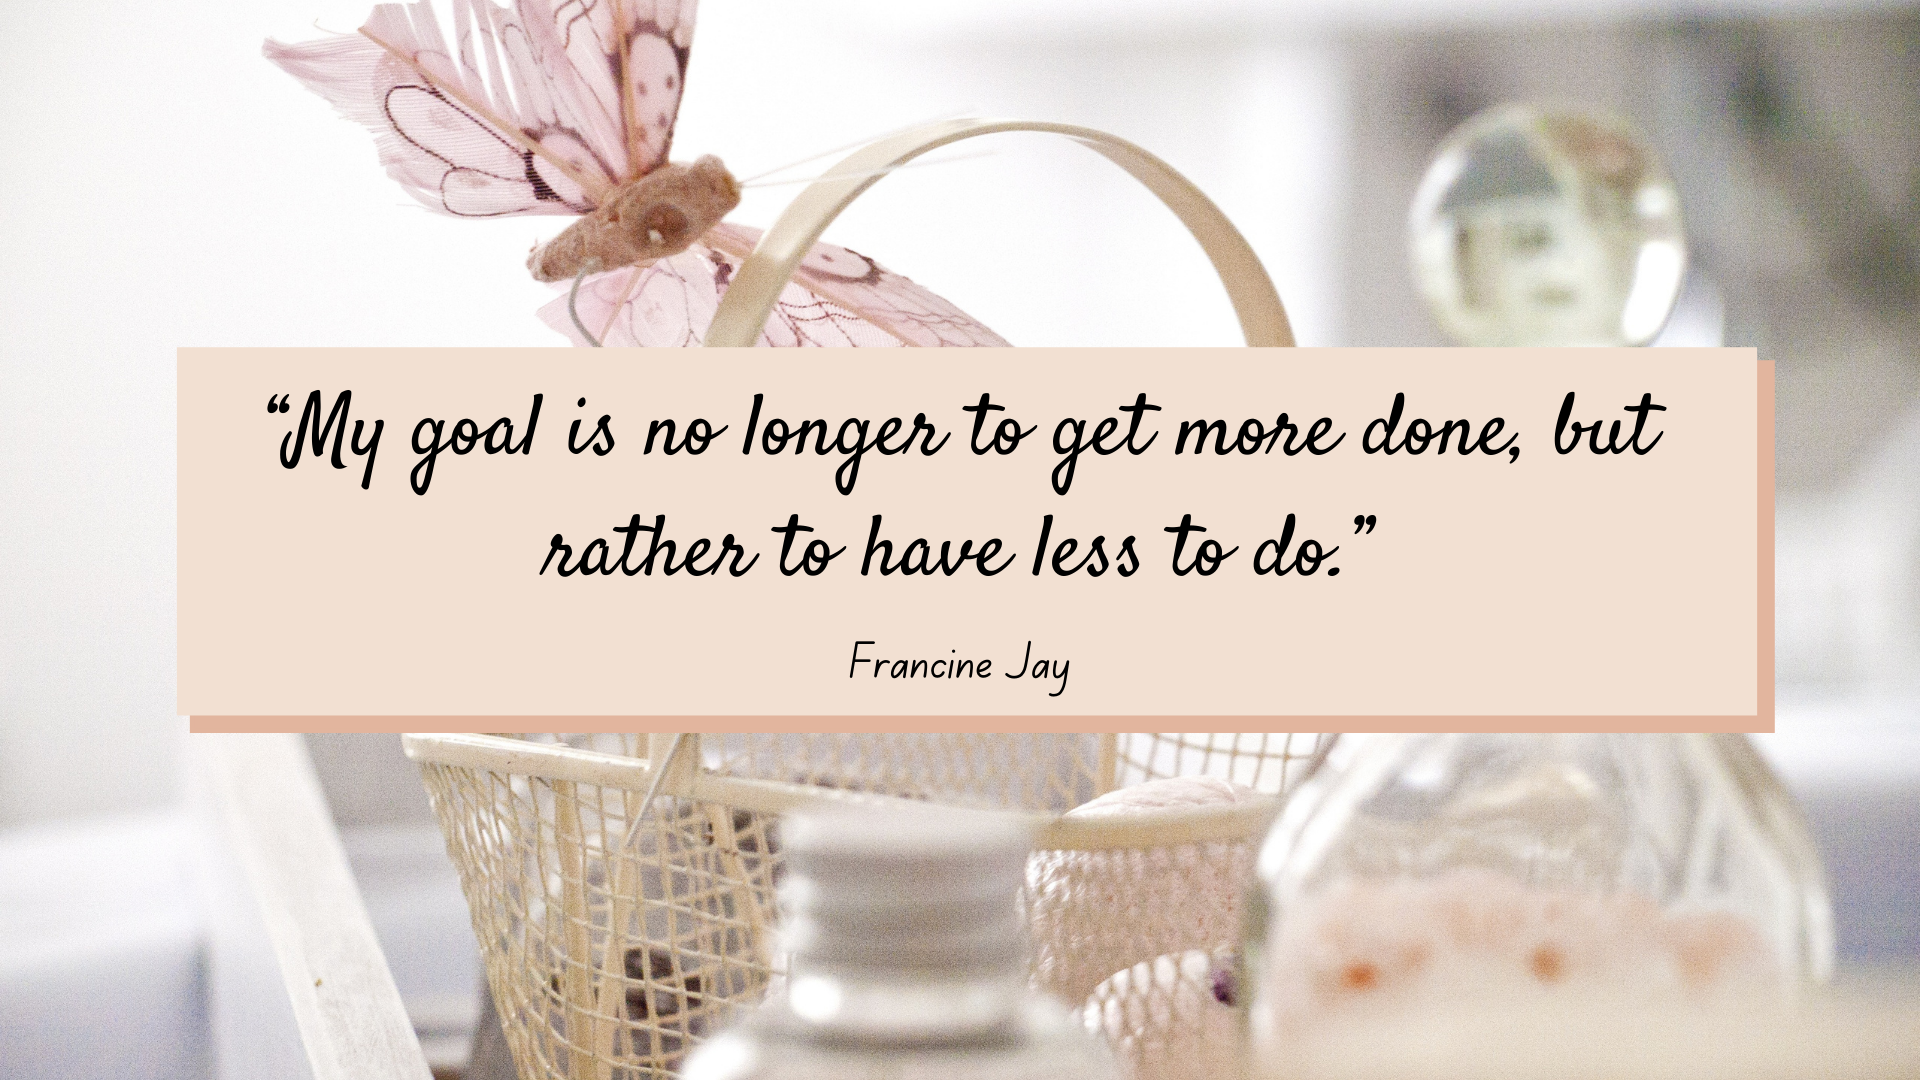 “My goal is no longer to get more done, but
rather to have less to do.”
Francine Jay